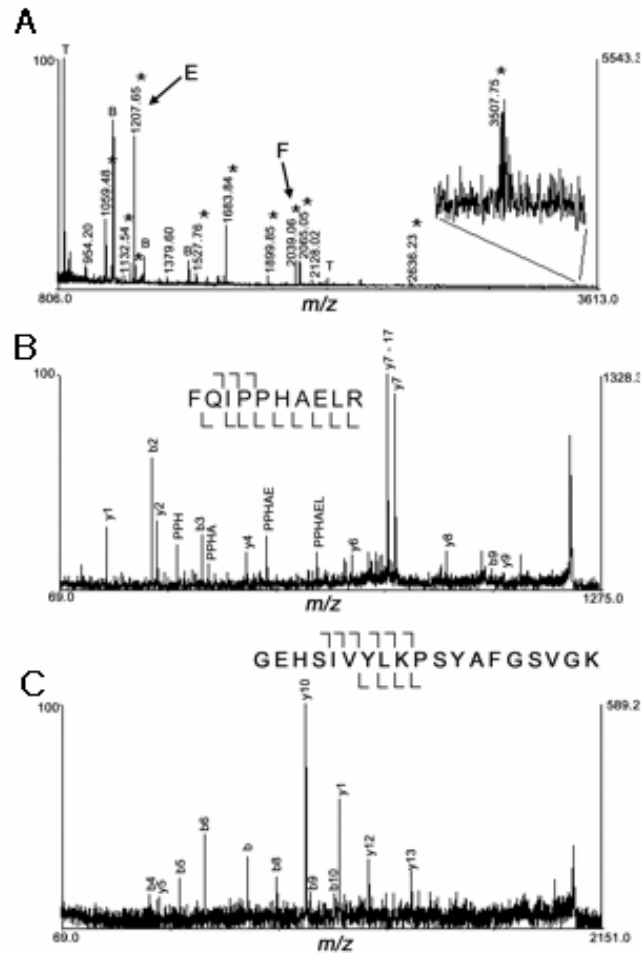 A
100
5543.3
T
954.20
1059.48 *
B
1132.54 *
1207.65 *
E
*
B
1379.60
B
1527.76 *
1683.84 *
1899.85 *
F
2039.06 *
2065.05 *
2128.02
T
2636.23 *
3507.75 *
806.0
m/z
3613.0
B
100
1328.3
FQIPPHAELR
y1
b2
y2
PPH
b3
PPHA
y4
PPHAE
PPHAEL
y6
y7 - 17
y7
y8
b9
y9
69.0
m/z
1275.0
GEHSIVYLKPSYAFGSVGK
C
100
589.2
b4
y5
b5
b6
b
b8
y10
b9
b10
y1
y12
y13
69.0
m/z
2151.0